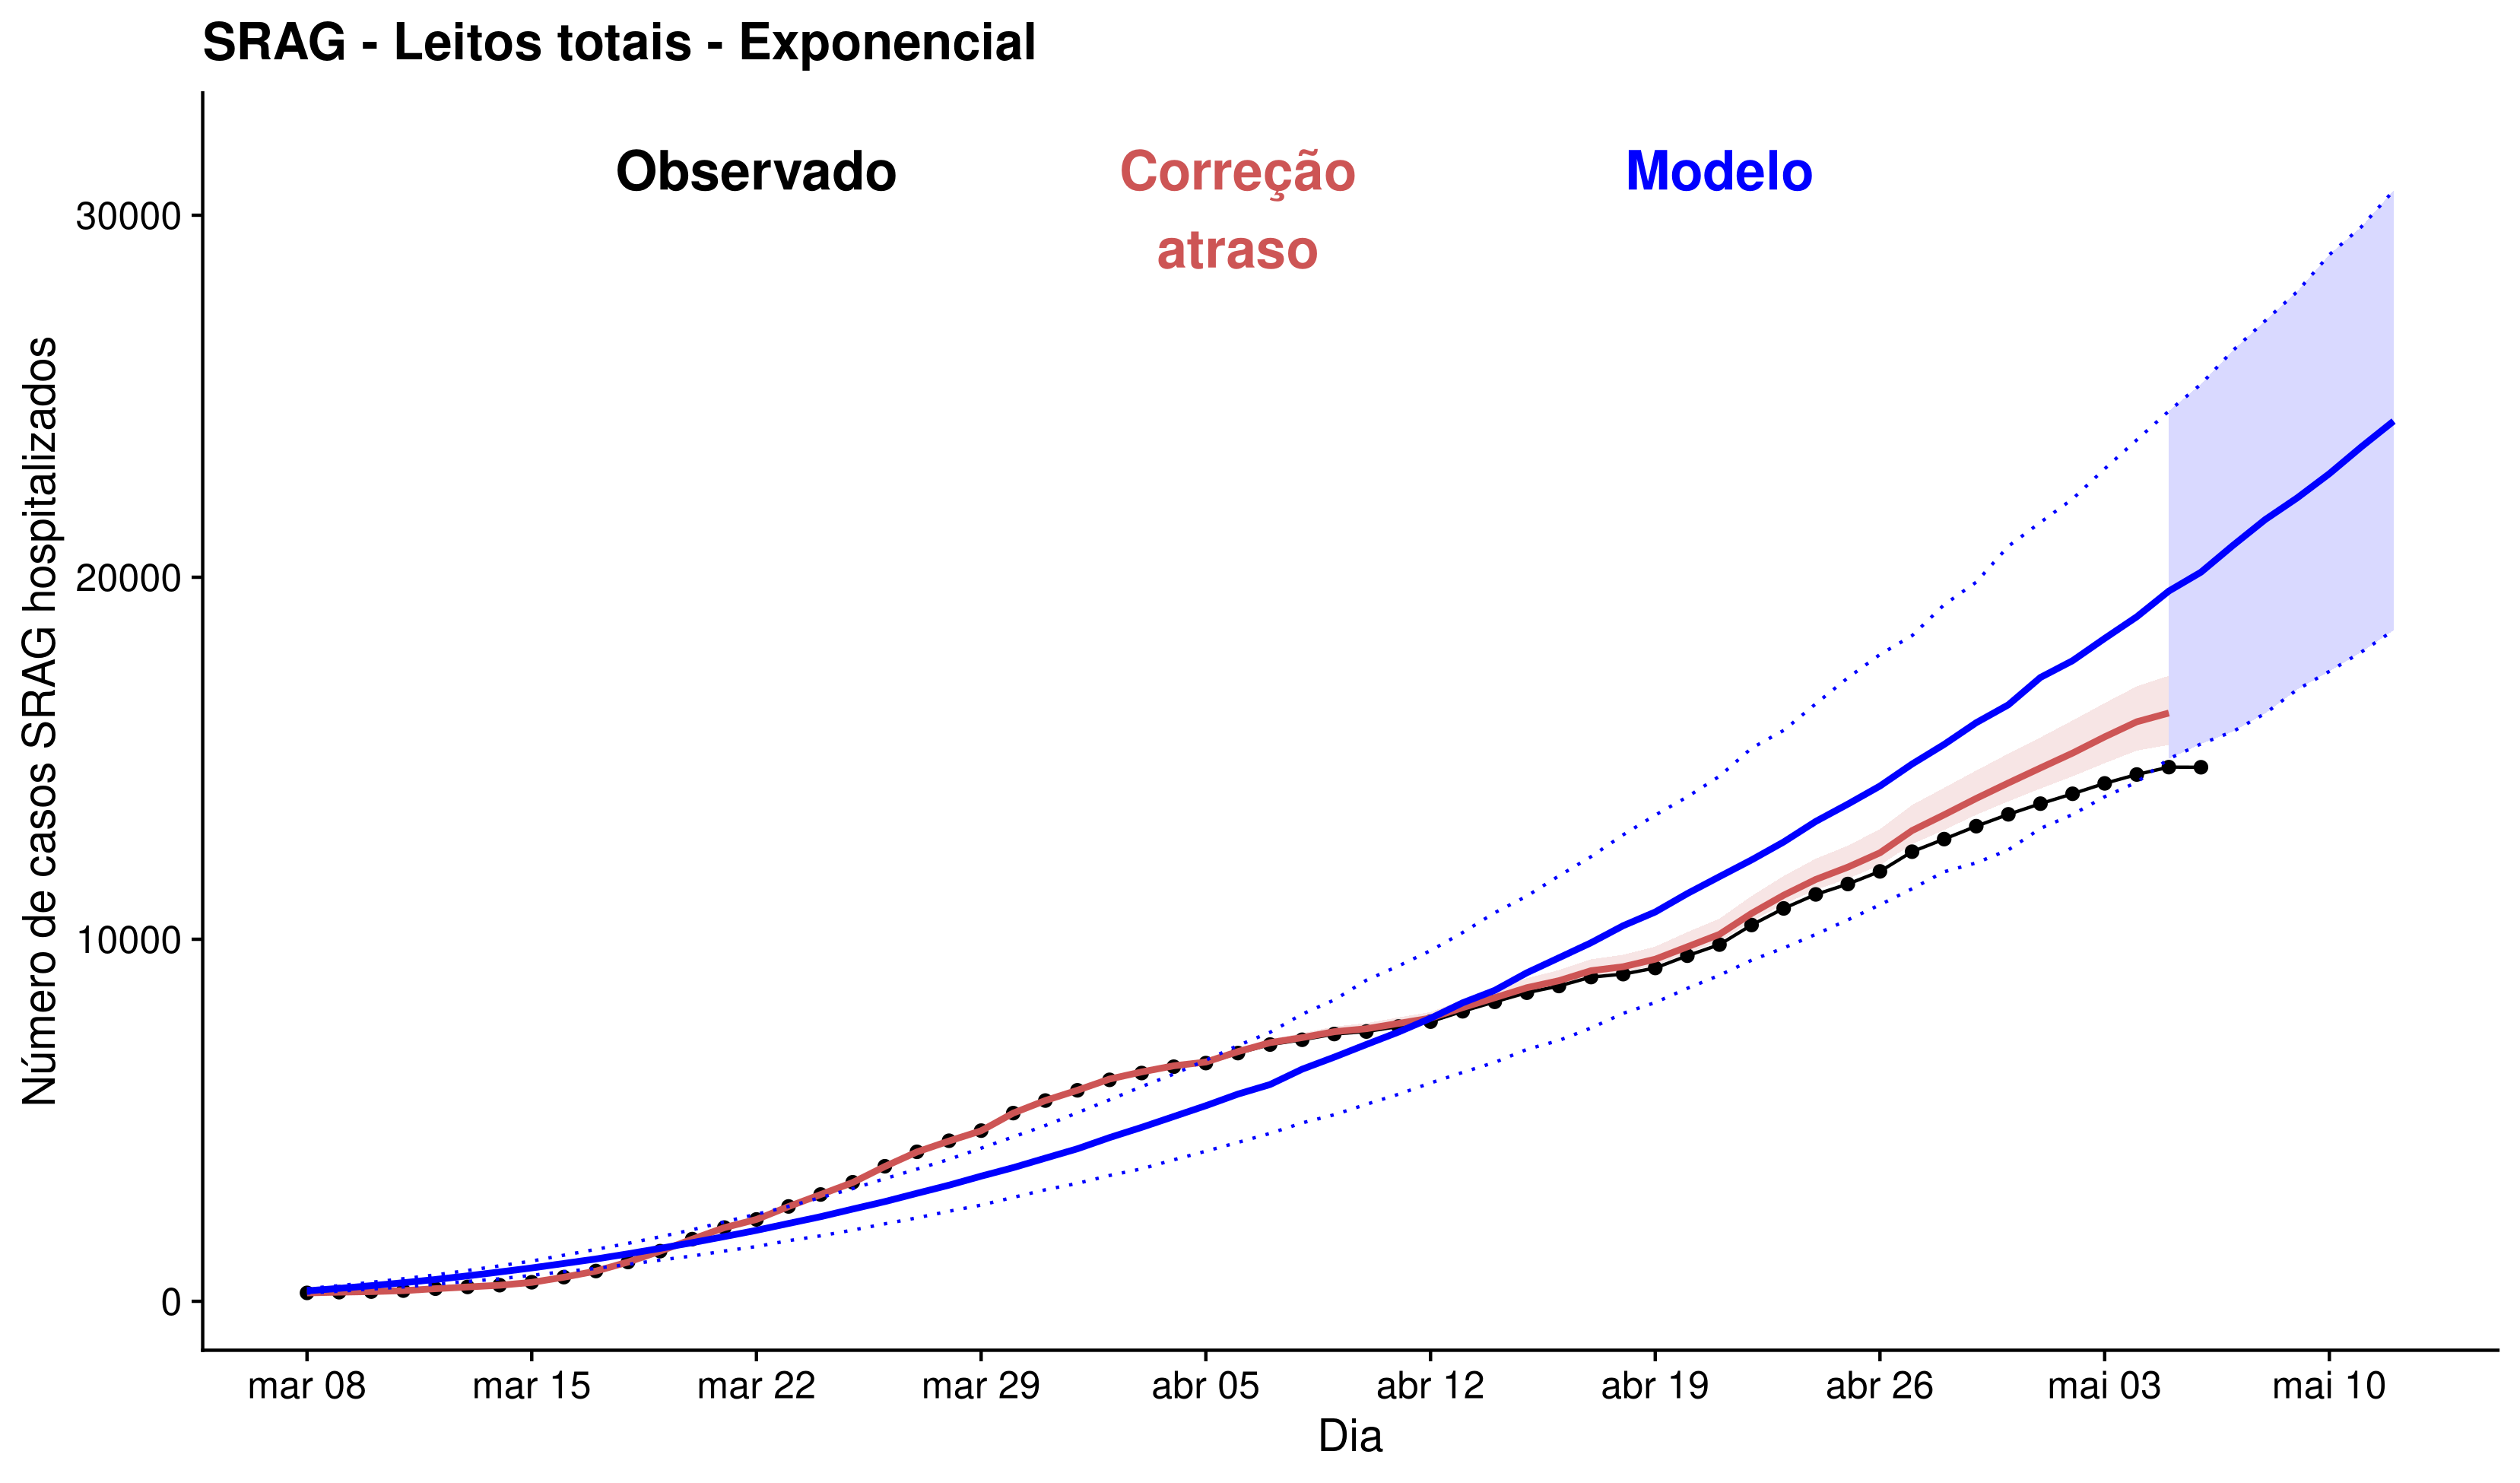 SRAG - Leitos totais - Exponencial
Observado
Correção
atraso
Modelo
Número de casos SRAG hospitalizados
30000
20000
10000
0
mar 08
mar 15
mar 22
mar 29
abr 05
abr 12
abr 19
abr 26
mai 03
mai 10
Dia